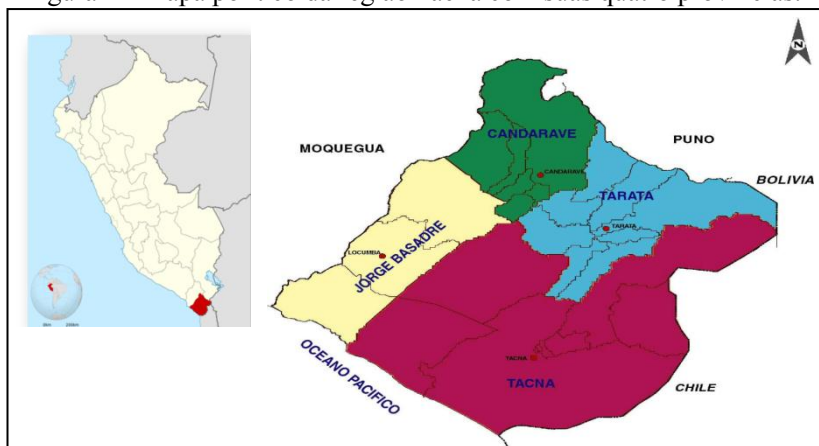 CANDARAVE
MOQUEGUA
PUNO
CANDARAVE
BOLIVIA
TARATA
TARATA
LOCUMBA
JORGE BASADRE
OCEANO PACIFICO
TACNA
TACNA
CHILE
N